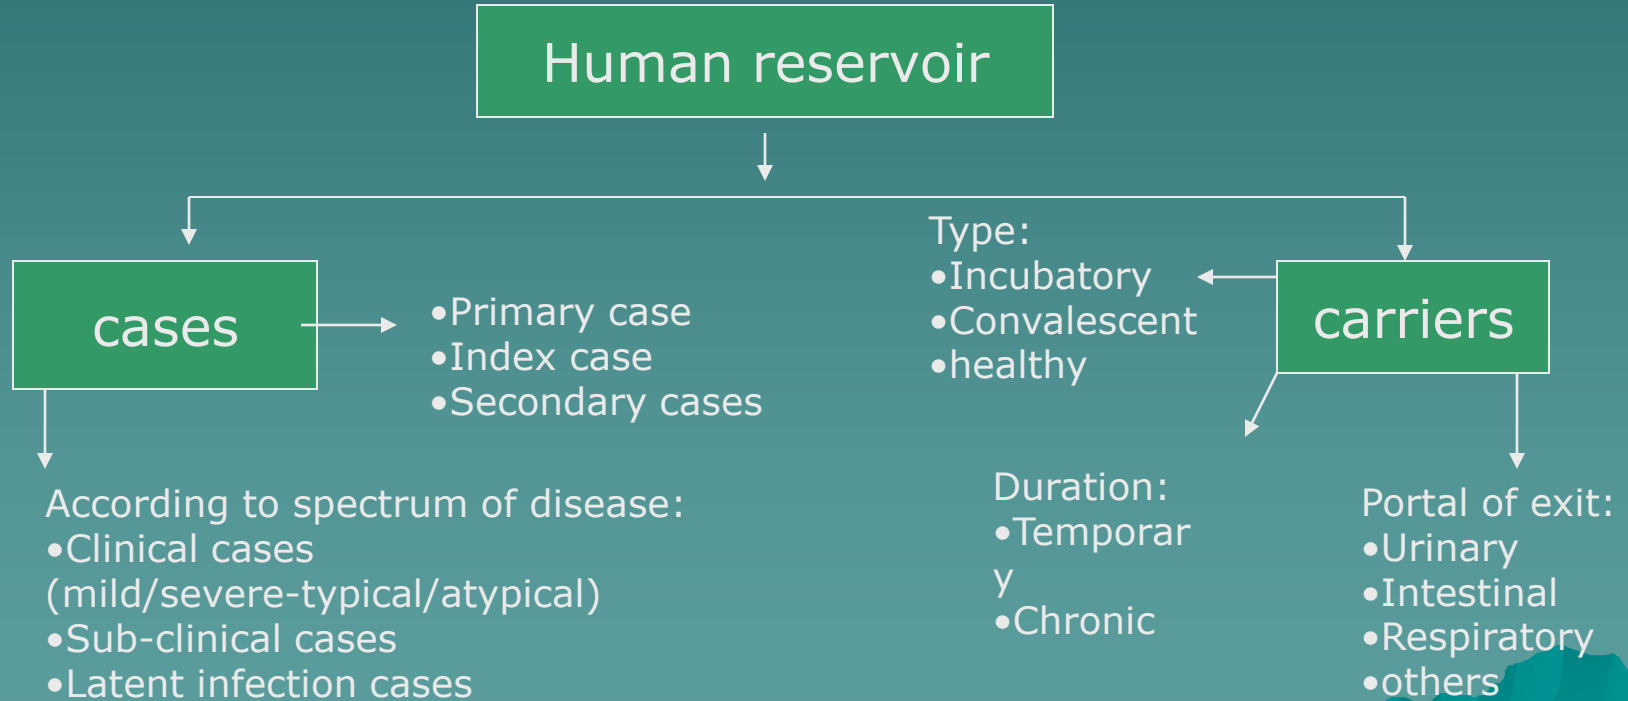 Human reservoir
cases
•Primary case
•Index case
•Secondary cases
According to spectrum of disease:
•Clinical cases
(mild/severe-typical/atypical)
•Sub-clinical cases
•Latent infection cases
Type:
•Incubatory
•Convalescent
•healthy
carriers
Duration:
•Temporar
y
•Chronic
Portal of exit:
•Urinary
•Intestinal
•Respiratory
•others